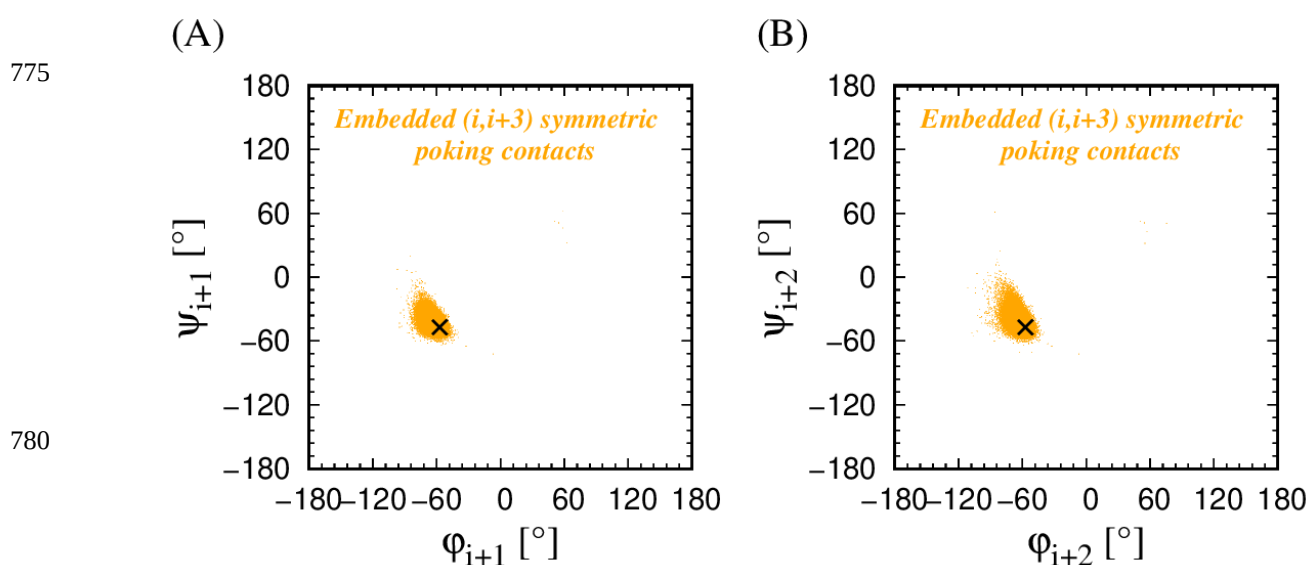 (A)
(B)
775
180
120
60
0
−60
−120
−180
ψi+1 [°]
Embedded (i,i+3) symmetric
poking contacts
−180−120−60 0 60 120 180
φi+1 [°]
180
120
60
0
−60
−120
−180
ψi+2 [°]
Embedded (i,i+3) symmetric
poking contacts
−180−120−60 0 60 120 180
φi+2 [°]
780